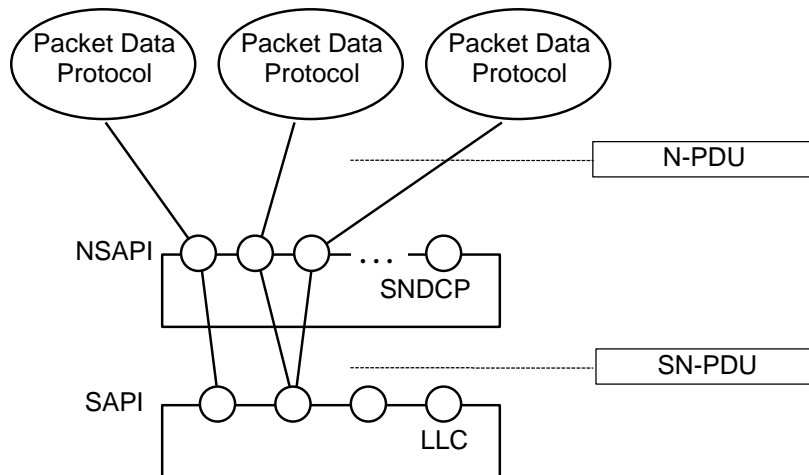 Packet Data
Protocol
Packet Data
Protocol
Packet Data
Protocol
N-PDU
NSAPI
. . .
SNDCP
SN-PDU
SAPI
LLC